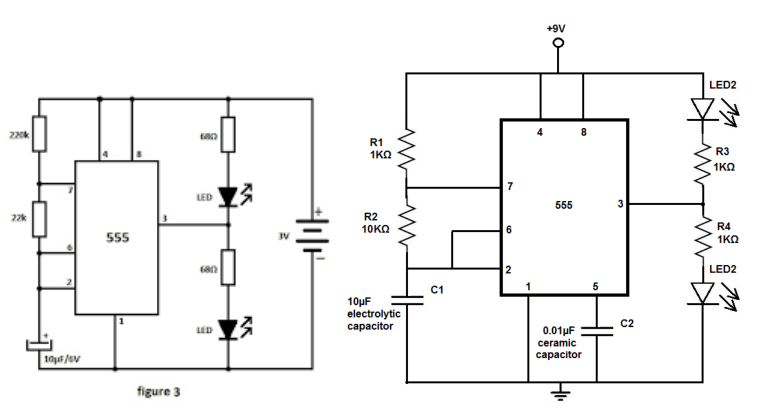 220k
68Ω
4
8
7
LED
22k
3
555
3V
+
−
6
68Ω
2
1
LED
+
10μF/6V
figure 3
+9V
LED2
4
8
R1
1KΩ
R3
1KΩ
7
R2
10KΩ
555
3
6
R4
1KΩ
2
LED2
C1
1
5
10μF
electrolytic
capacitor
0.01μF
ceramic
capacitor
C2